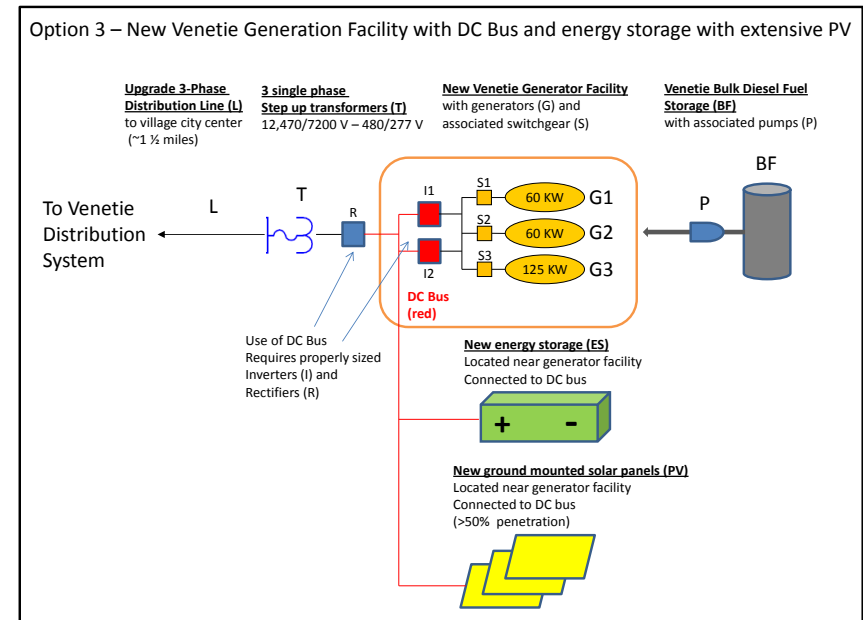 Option 3 – New Venetie Generation Facility with DC Bus and energy storage with extensive PV
Upgrade 3-Phase
Distribution Line (L)
to village city center
(~1 ½ miles)
3 single phase
Step up transformers (T)
12,470/7200 V – 480/277 V
New Venetie Generator Facility
with generators (G) and
associated switchgear (S)
Venetie Bulk Diesel Fuel
Storage (BF)
with associated pumps (P)
BF
P
L
T
R
I1
I2
S1
S2
S3
60 KW
60 KW
125 KW
G1
G2
G3
To Venetie
Distribution
System
DC Bus
(red)
Use of DC Bus
Requires properly sized
Inverters (I) and
Rectifiers (R)
New energy storage (ES)
Located near generator facility
Connected to DC bus
+ -
New ground mounted solar panels (PV)
Located near generator facility
Connected to DC bus
(>50% penetration)